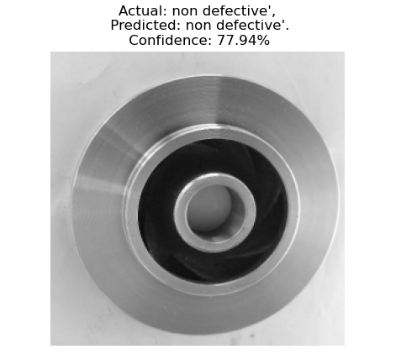 Actual: non defective',
Predicted: non defective'.
Confidence: 77.94%